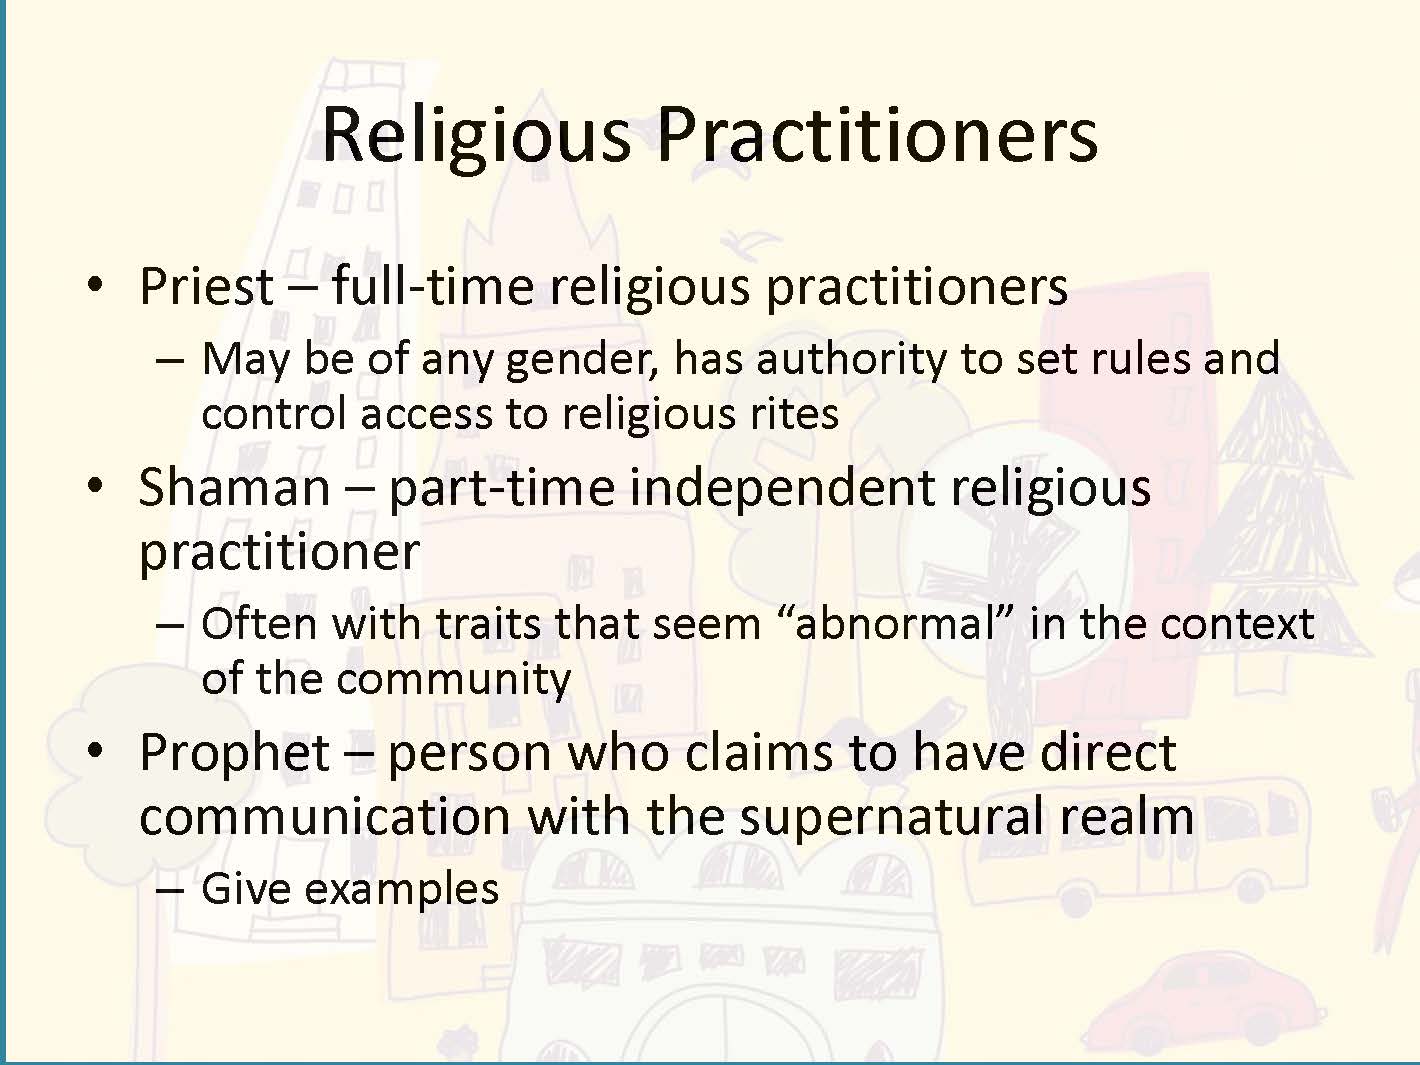 Religious Practitioners
• Priest – full-time religious practitioners
– May be of any gender, has authority to set rules and
control access to religious rites
• Shaman – part-time independent religious
practitioner
– Often with traits that seem “abnormal” in the context
of the community
• Prophet – person who claims to have direct
communication with the supernatural realm
– Give examples